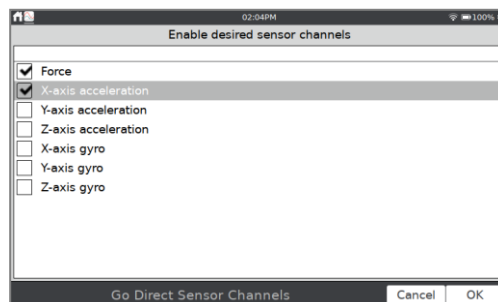 02:04PM 100%
Enable desired sensor channels
Force
X-axis acceleration
Y-axis acceleration
Z-axis acceleration
X-axis gyro
Y-axis gyro
Z-axis gyro
Go Direct Sensor Channels Cancel OK